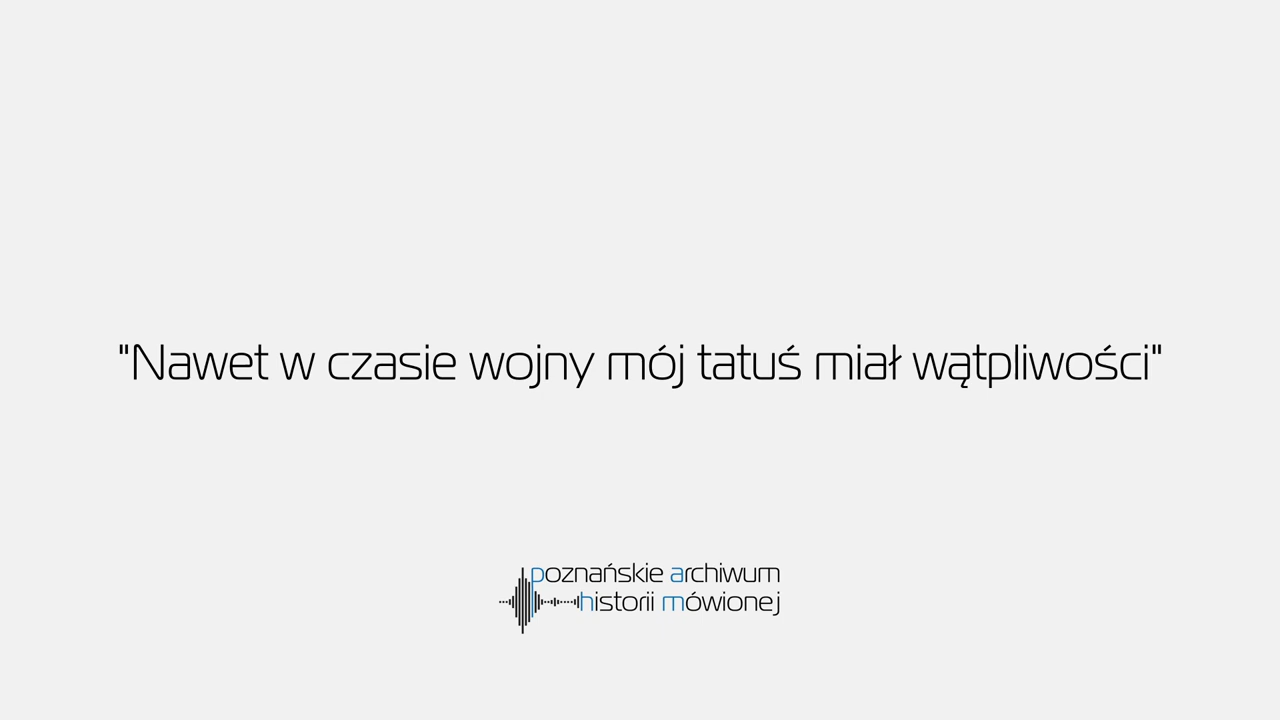 "Nawet w czasie wojny mój tatuś miał wątpliwości"
poznańskie archiwum
historii mówionej